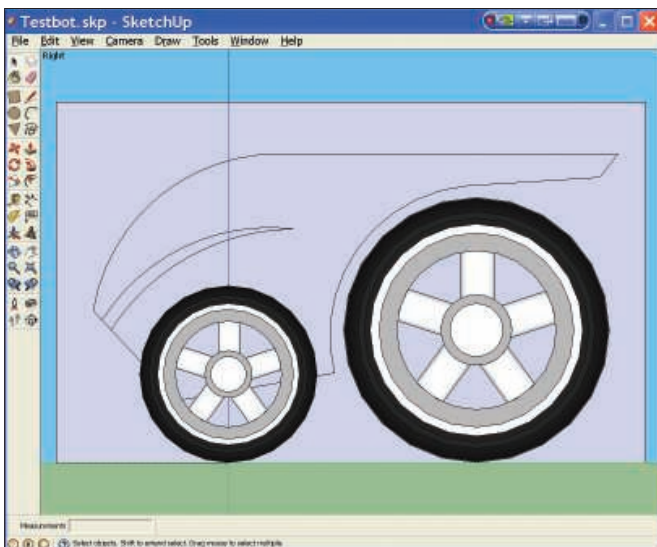 Testbot.skp - SketchUp
File Edit View Camera Draw Tools Window Help
Right
Measurements
Select objects. Shift to extend select. Drag mouse to select multiple.